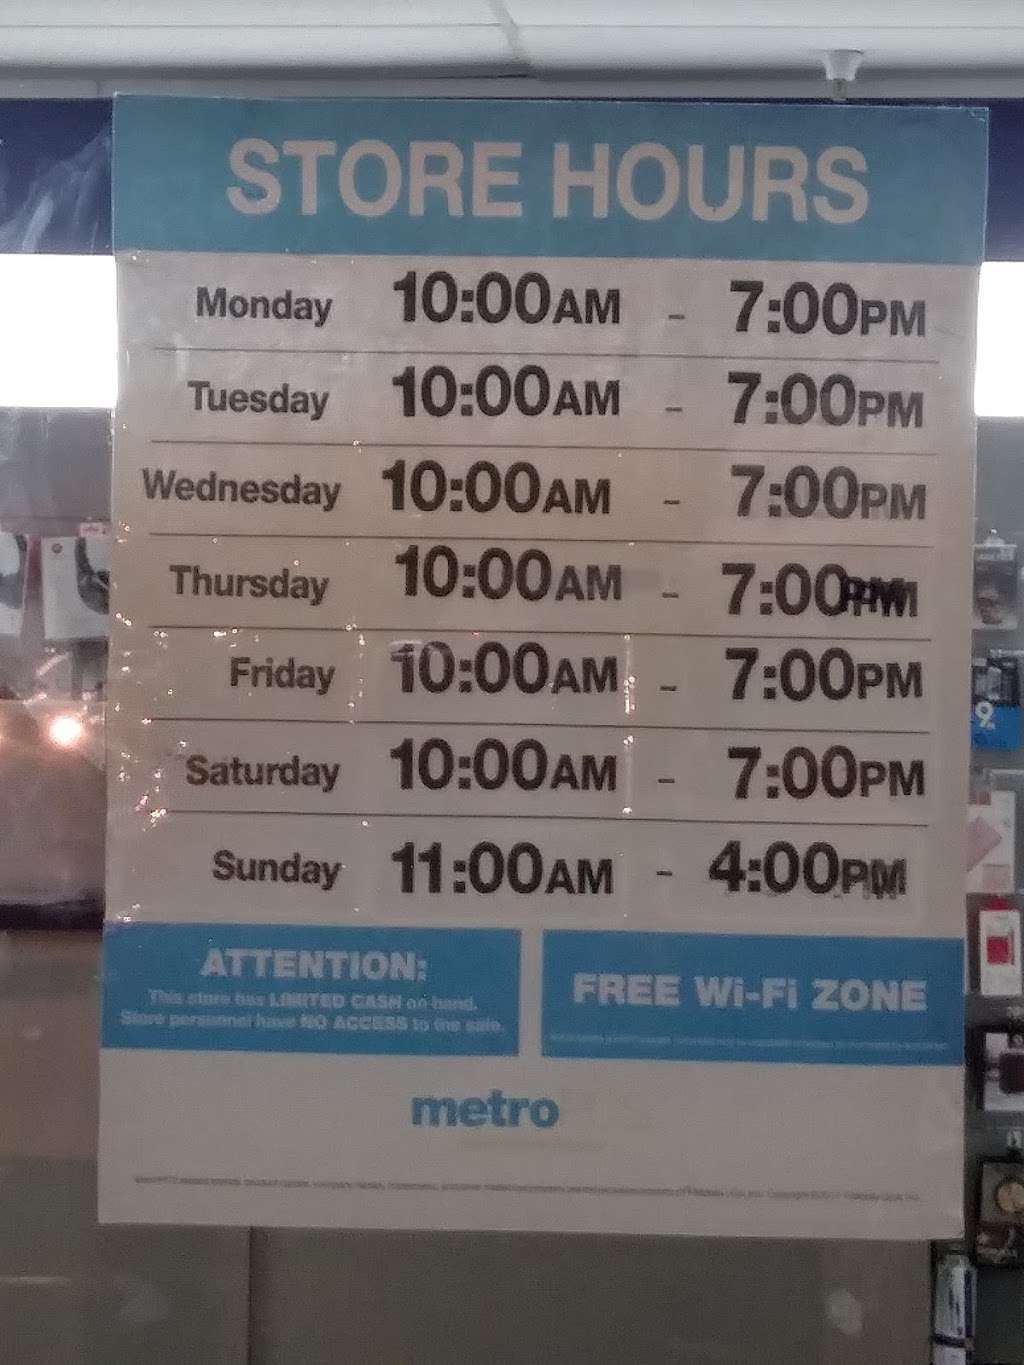 STORE HOURS
Monday 10:00AM - 7:00PM
Tuesday 10:00AM - 7:00PM
Wednesday 10:00AM - 7:00PM
Thursday 10:00AM - 7:00PM
Friday 10:00AM - 7:00PM
Saturday 10:00AM - 7:00PM
Sunday 11:00AM - 4:00PM
ATTENTION:
This store has LIMITED CASH on hand.
Store personnel have NO ACCESS to the safe.
FREE Wi-Fi ZONE
metro